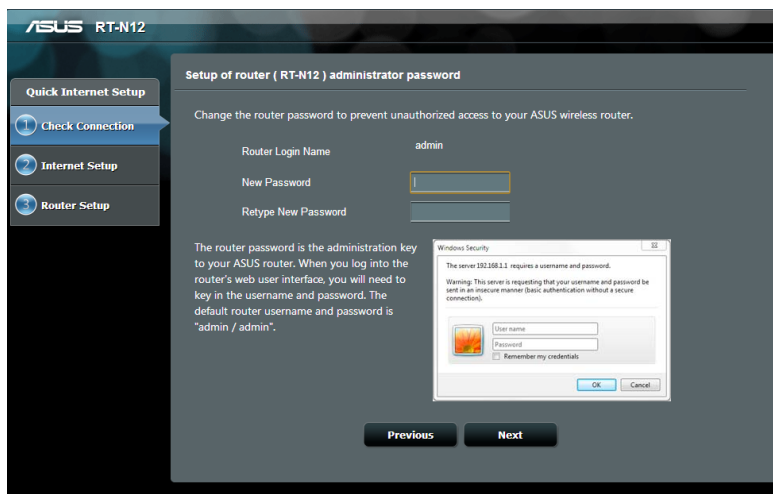 ASUS RT-N12
Quick Internet Setup
1 Check Connection
2 Internet Setup
3 Router Setup
Setup of router ( RT-N12 ) administrator password
Change the router password to prevent unauthorized access to your ASUS wireless router.
Router Login Name admin
New Password
Retype New Password
The router password is the administration key
to your ASUS router. When you log into the
router's web user interface, you will need to
key in the username and password. The
default router username and password is
"admin / admin".
Windows Security
The server 192.168.1.1 requires a username and password.
Warning: This server is requesting that your username and password be
sent in an insecure manner (basic authentication without a secure
connection).
User name
Password
Remember my credentials
OK Cancel
Previous Next